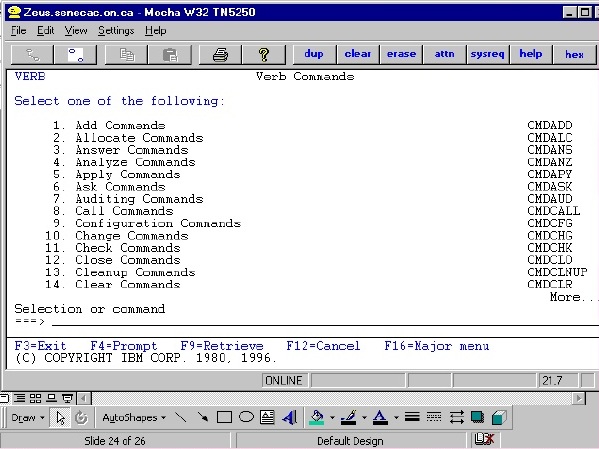 Zeus.senecac.on.ca - Mocha W32 TN5250
File Edit View Settings Help
dup clear erase attn sysreq help hex
VERB Verb Commands
Select one of the following:
1. Add Commands CMDADD
2. Allocate Commands CMDALC
3. Answer Commands CMDANS
4. Analyze Commands CMDANZ
5. Apply Commands CMDAPY
6. Ask Commands CMDASK
7. Auditing Commands CMDAUD
8. Call Commands CMDCALL
9. Configuration Commands CMDCFG
10. Change Commands CMDCHG
11. Check Commands CMDCHK
12. Close Commands CMDCLO
13. Cleanup Commands CMDCLNUP
14. Clear Commands CMDCLR
More...
Selection or command
===>
F3=Exit F4=Prompt F9=Retrieve F12=Cancel F16=Major menu
(C) COPYRIGHT IBM CORP. 1980, 1996.
ONLINE 21.7
Draw AutoShapes
Slide 24 of 26 Default Design